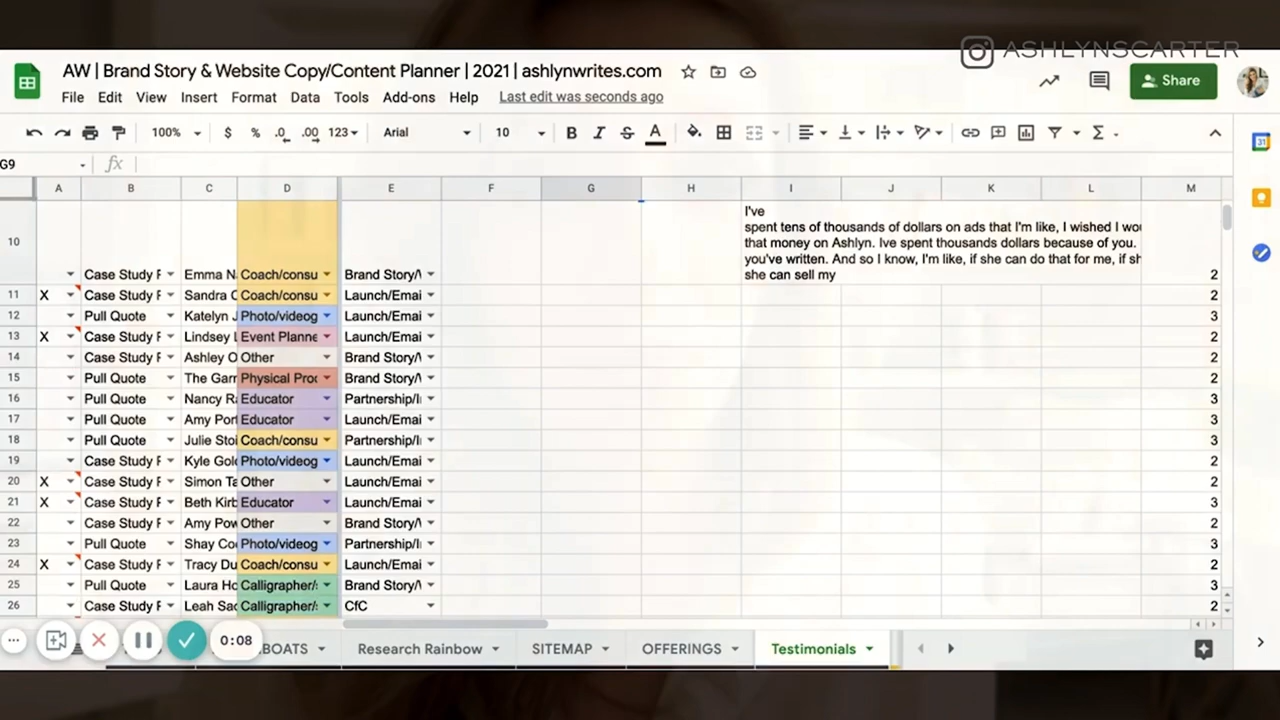 ASHLYNSCARTER
AW | Brand Story & Website Copy/Content Planner | 2021 | ashlynwrites.com
Share
File Edit View Insert Format Data Tools Add-ons Help Last edit was seconds ago
100% $ % .0 .00 123 Arial 10 B I S A
G9 fx
31
A B C D E F G H I J K L M
I've
spent tens of thousands of dollars on ads that I'm like, I wished I wou
that money on Ashlyn. Ive spent thousands dollars because of you.
you've written. And so I know, I'm like, if she can do that for me, if sh
she can sell my
10 Case Study F Emma N Coach/consu Brand Story/ 2
11 X Case Study F Sandra C Coach/consu Launch/Emai 2
12 Pull Quote Katelyn J Photo/videog Launch/Emai 3
13 X Case Study F Lindsey L Event Planne Launch/Emai 2
14 Case Study F Ashley O Other Brand Story/ 2
15 Pull Quote The Garr Physical Proc Brand Story/ 2
16 Pull Quote Nancy Ra Educator Partnership/I 3
17 Pull Quote Amy Port Educator Launch/Emai 3
18 Pull Quote Julie Stoi Coach/consu Partnership/I 3
19 Case Study F Kyle Gol Photo/videog Launch/Emai 2
20 X Case Study F Simon Ta Other Launch/Emai 2
21 X Case Study F Beth Kirb Educator Launch/Emai 3
22 Case Study F Amy Pow Other Brand Story/ 2
23 Pull Quote Shay Co Photo/videog Partnership/I 3
24 X Case Study F Tracy Du Coach/consu Launch/Emai 2
25 Pull Quote Laura Ho Calligrapher/ Brand Story/ 3
26 Case Study F Leah Sac Calligrapher/ CfC 2
0:08
BOATS Research Rainbow SITEMAP OFFERINGS Testimonials